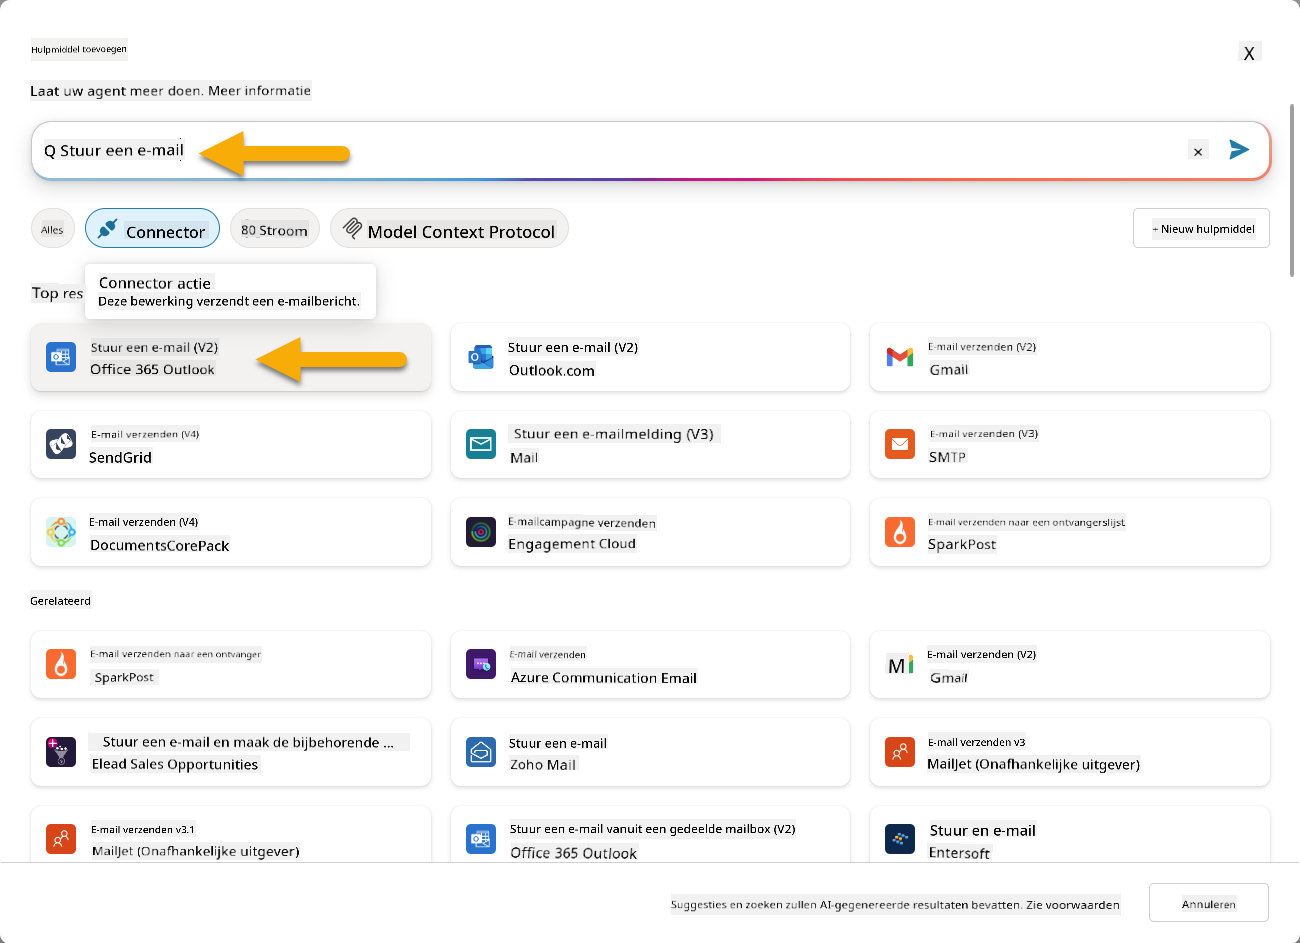 Hulpmiddel toevoegen
X
Laat uw agent meer doen. Meer informatie
Q Stuur een e-mail
×
Alles
Connector
80 Stroom
Model Context Protocol
+ Nieuw hulpmiddel
Connector actie
Deze bewerking verzendt een e-mailbericht.
Top res
Stuur een e-mail (V2)
Office 365 Outlook
Stuur een e-mail (V2)
Outlook.com
E-mail verzenden (V2)
Gmail
E-mail verzenden (V4)
SendGrid
Stuur een e-mailmelding (V3)
Mail
E-mail verzenden (V3)
SMTP
E-mail verzenden (V4)
DocumentsCorePack
E-mailcampagne verzenden
Engagement Cloud
E-mail verzenden naar een ontvangerslijst
SparkPost
Gerelateerd
E-mail verzenden naar een ontvanger
SparkPost
E-mail verzenden
Azure Communication Email
M
E-mail verzenden (V2)
Gmail
Stuur een e-mail en maak de bijbehorende ...
Elead Sales Opportunities
Stuur een e-mail
Zoho Mail
E-mail verzenden v3
MailJet (Onafhankelijke uitgever)
E-mail verzenden v3.1
MailJet (Onafhankelijke uitgever)
Stuur een e-mail vanuit een gedeelde mailbox (V2)
Office 365 Outlook
Stuur en e-mail
Entersoft
Suggesties en zoeken zullen AI-gegenereerde resultaten bevatten. Zie voorwaarden
Annuleren